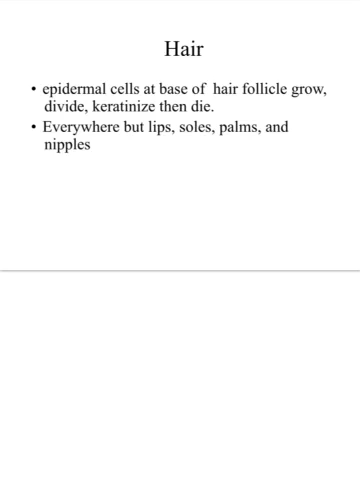 Hair
• epidermal cells at base of  hair follicle grow,
divide, keratinize then die.
• Everywhere but lips, soles, palms, and
nipples